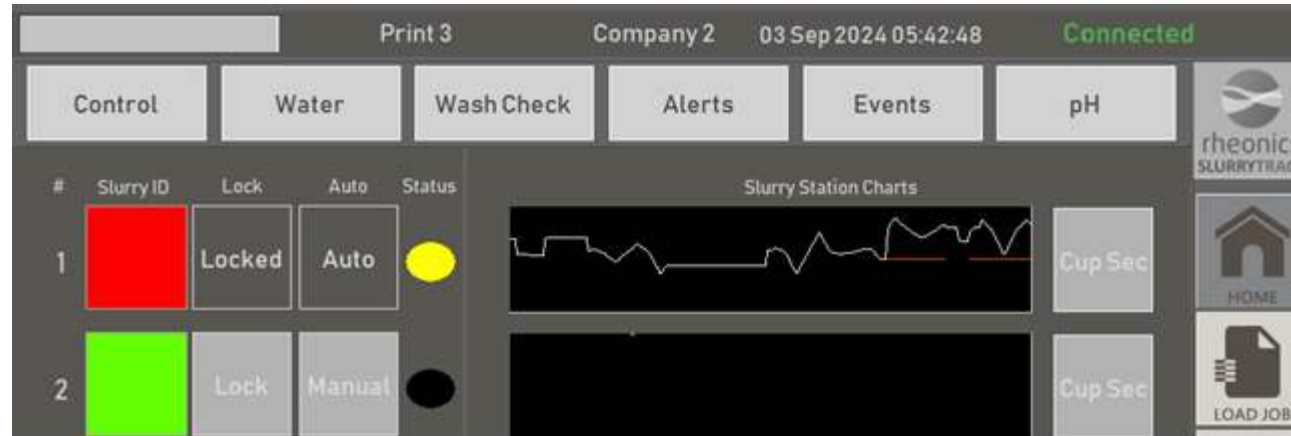 Print 3 Company 2 03 Sep 2024 05:42:48 Connected
Control Water Wash Check Alerts Events pH
rheonic
SLURRYTRA
# Slurry ID Lock Auto Status Slurry Station Charts
1 Locked Auto Cup Sec
HOME
2 Lock Manual Cup Sec
LOAD JOB